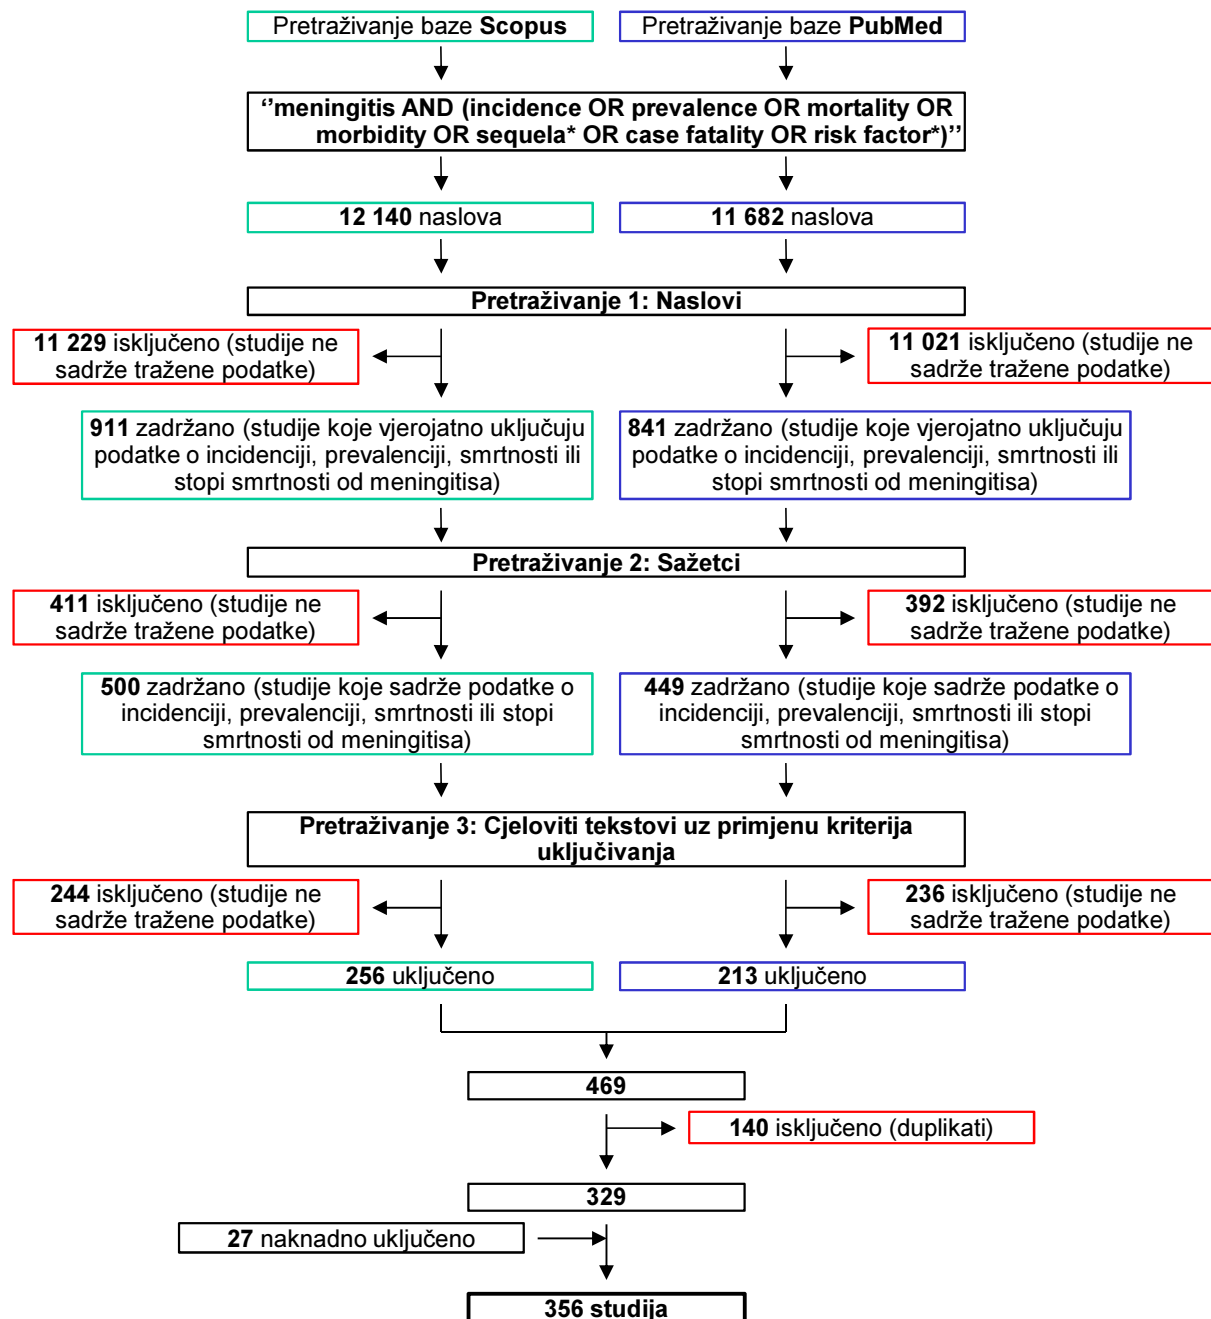 Pretraživanje baze Scopus
Pretraživanje baze PubMed
‘’meningitis AND (incidence OR prevalence OR mortality OR
morbidity OR sequela* OR case fatality OR risk factor*)’’
12 140 naslova
11 682 naslova
Pretraživanje 1: Naslovi
11 229 isključeno (studije ne
sadrže tražene podatke)
11 021 isključeno (studije ne
sadrže tražene podatke)
911 zadržano (studije koje vjerojatno uključuju
podatke o incidenciji, prevalenciji, smrtnosti ili
stopi smrtnosti od meningitisa)
841 zadržano (studije koje vjerojatno uključuju
podatke o incidenciji, prevalenciji, smrtnosti ili
stopi smrtnosti od meningitisa)
Pretraživanje 2: Sažetci
411 isključeno (studije ne
sadrže tražene podatke)
392 isključeno (studije ne
sadrže tražene podatke)
500 zadržano (studije koje sadrže podatke o
incidenciji, prevalenciji, smrtnosti ili stopi
smrtnosti od meningitisa)
449 zadržano (studije koje sadrže podatke o
incidenciji, prevalenciji, smrtnosti ili stopi
smrtnosti od meningitisa)
Pretraživanje 3: Cjeloviti tekstovi uz primjenu kriterija
uključivanja
244 isključeno (studije ne
sadrže tražene podatke)
236 isključeno (studije ne
sadrže tražene podatke)
256 uključeno
213 uključeno
469
140 isključeno (duplikati)
329
27 naknadno uključeno
356 studija